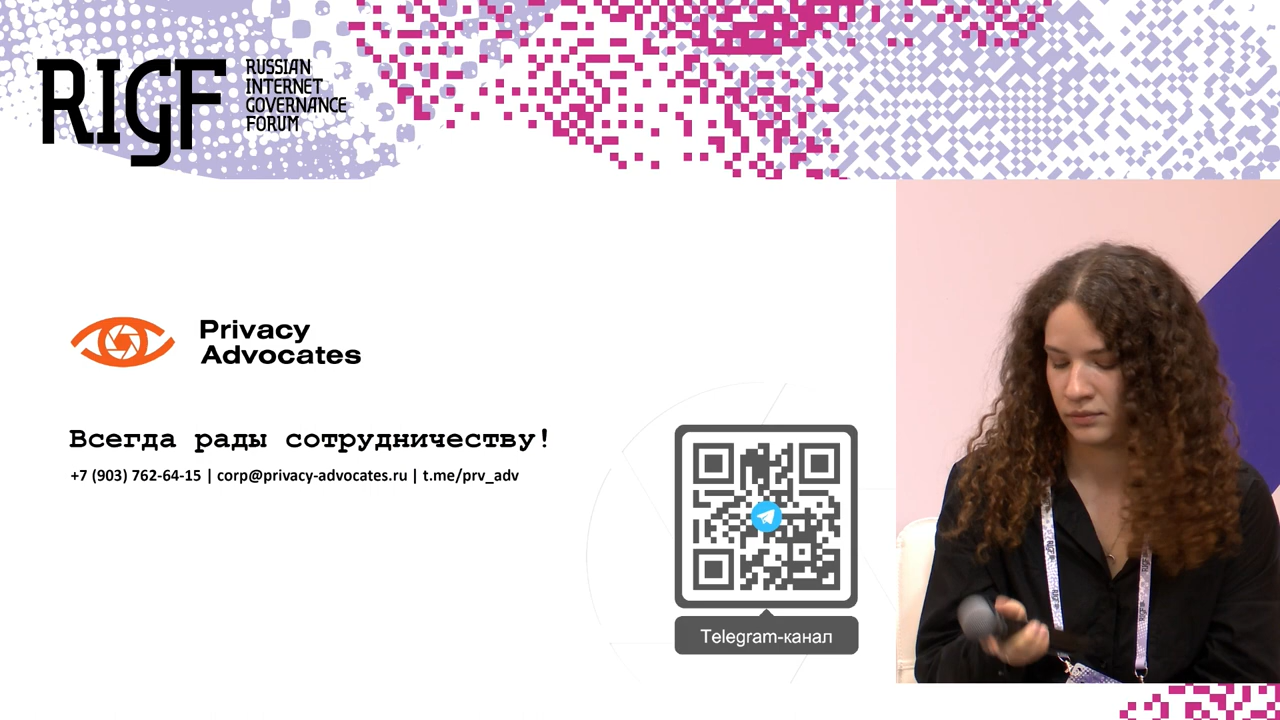 RIGF
RUSSIAN
INTERNET
GOVERNANCE
FORUM
Privacy
Advocates
Всегда рады сотрудничеству!
+7 (903) 762-64-15 | corp@privacy-advocates.ru | t.me/prv_adv
Telegram-канал